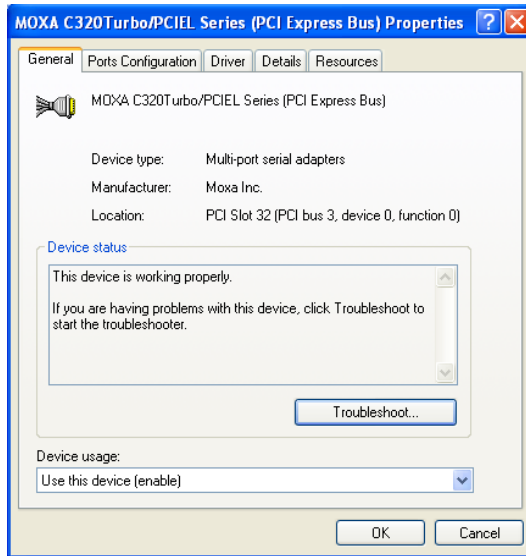 MOXA C320Turbo/PCIEL Series (PCI Express Bus) Properties
General Ports Configuration Driver Details Resources
MOXA C320Turbo/PCIEL Series (PCI Express Bus)
Device type: Multi-port serial adapters
Manufacturer: Moxa Inc.
Location: PCI Slot 32 (PCI bus 3, device 0, function 0)
Device status
This device is working properly.
If you are having problems with this device, click Troubleshoot to
start the troubleshooter.
Troubleshoot...
Device usage:
Use this device (enable)
OK Cancel